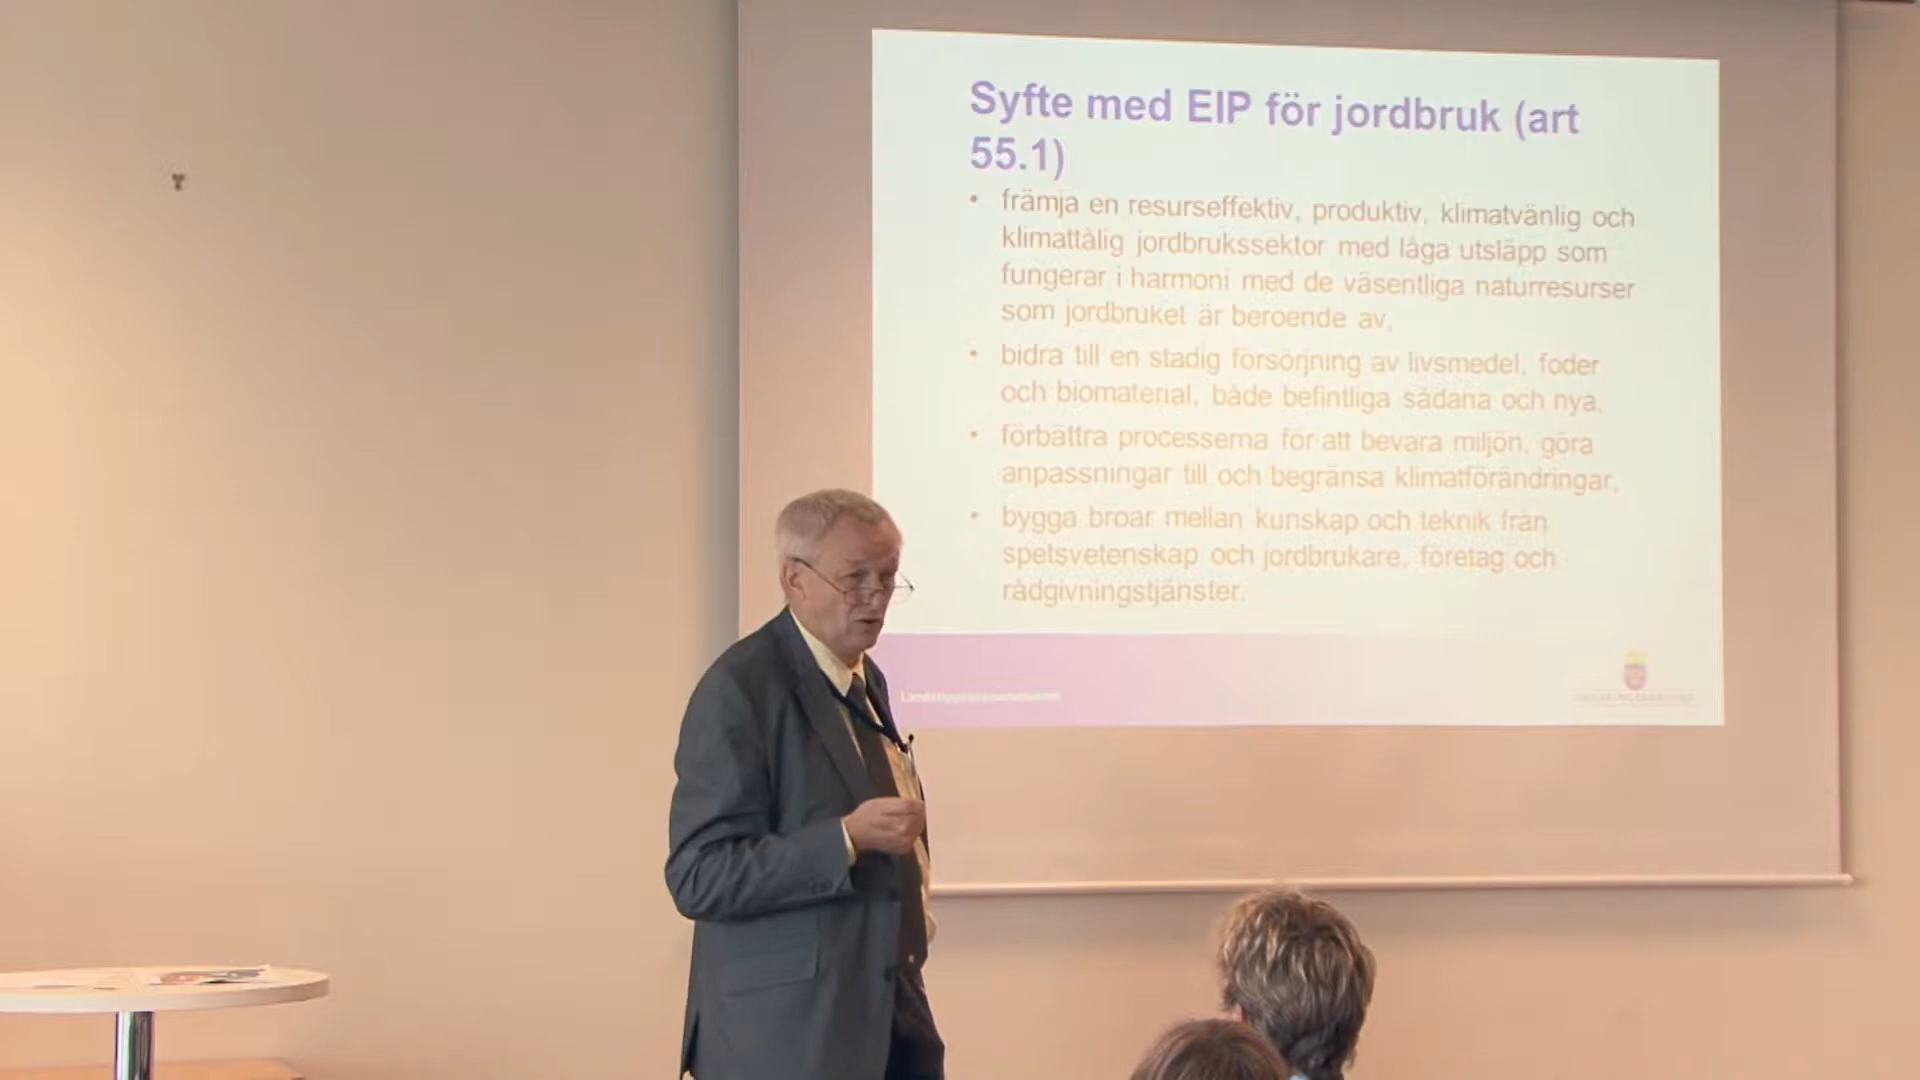 Syfte med EIP för jordbruk (art
55.1)
• främja en resurseffektiv, produktiv, klimatvänlig och
klimattålig jordbrukssektor med låga utsläpp som
fungerar i harmoni med de väsentliga naturresurser
som jordbruket är beroende av,
• bidra till en stadig försörjning av livsmedel, foder
och biomaterial, både befintliga sådana och nya,
• förbättra processerna för att bevara miljön, göra
anpassningar till och begränsa klimatförändringar,
• bygga broar mellan kunskap och teknik från
spetsvetenskap och jordbrukare, företag och
rådgivningstjänster.